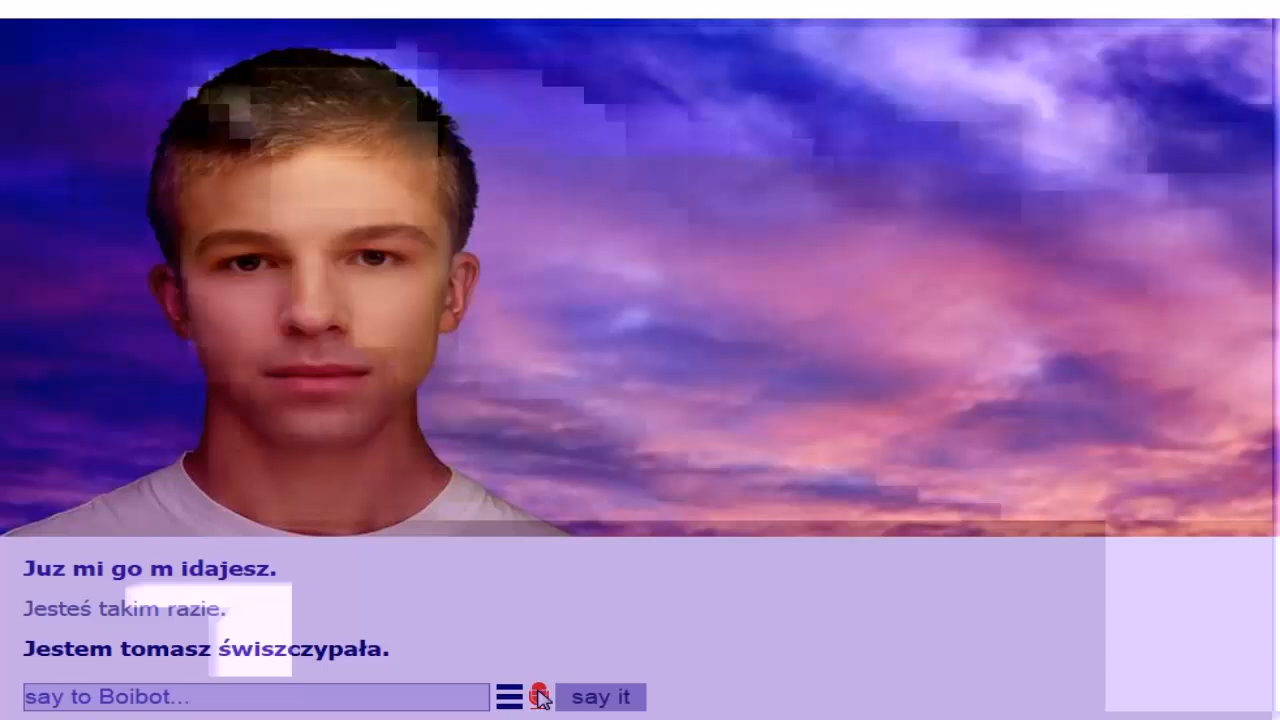 Juz mi go m idajesz.
Jesteś takim razie.
Jestem tomasz świszczypała.
say to Boibot...
say it